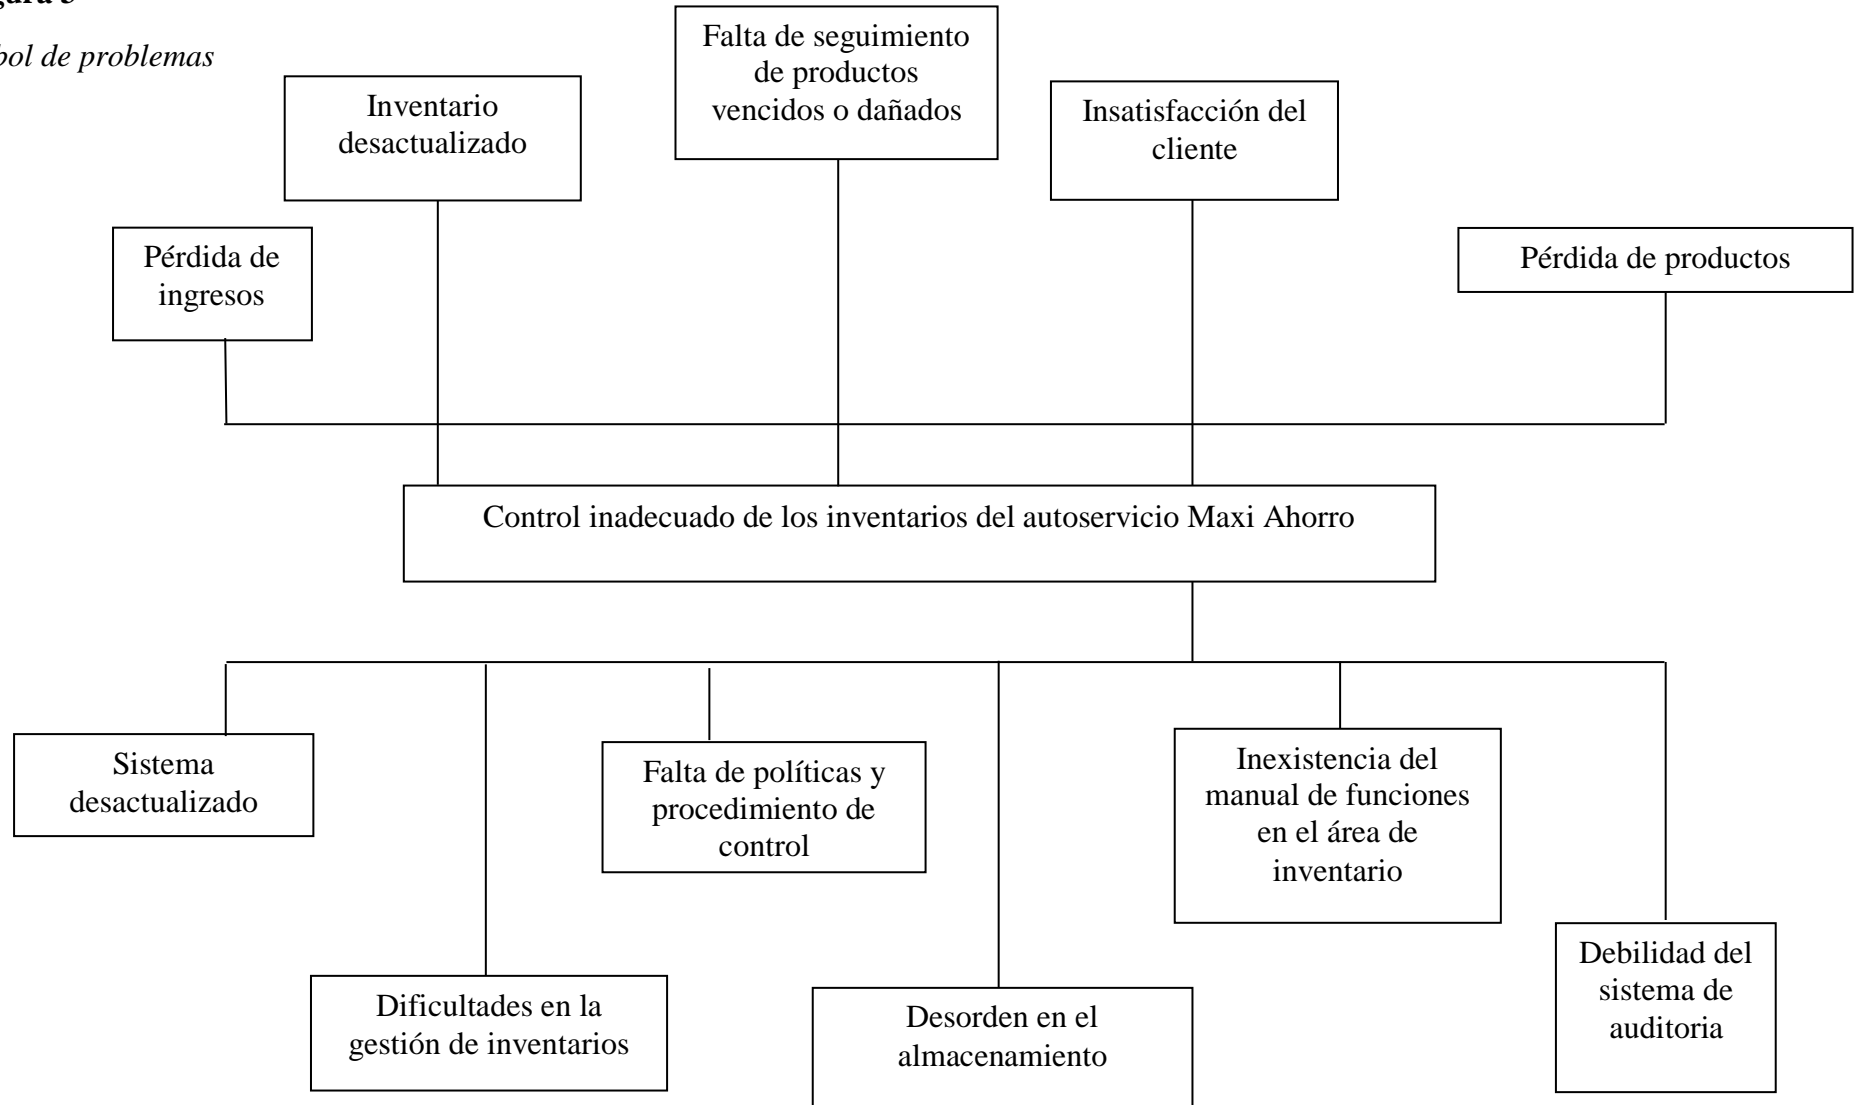 gura 3
bol de problemas
Falta de seguimiento
de productos
vencidos o dañados
Inventario
desactualizado
Insatisfacción del
cliente
Pérdida de
ingresos
Pérdida de productos
Control inadecuado de los inventarios del autoservicio Maxi Ahorro
Sistema
desactualizado
Falta de políticas y
procedimiento de
control
Inexistencia del
manual de funciones
en el área de
inventario
Dificultades en la
gestión de inventarios
Desorden en el
almacenamiento
Debilidad del
sistema de
auditoria